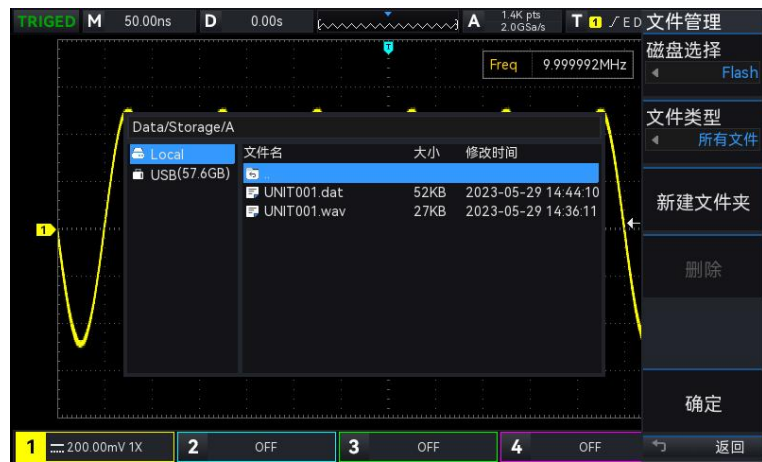 TRIGED M 50.00ns D 0.00s A 1.4K pts 2.0GSa/s T 1 E D
文件管理
磁盘选择
Flash
文件类型
所有文件
新建文件夹
删除
确定
返回
T
Freq 9.999992MHz
Data/Storage/A
Local
USB(57.6GB)
文件名 大小 修改时间
..
UNIT001.dat 52KB 2023-05-29 14:44:10
UNIT001.wav 27KB 2023-05-29 14:36:11
1
1 200.00mV 1X 2 OFF 3 OFF 4 OFF